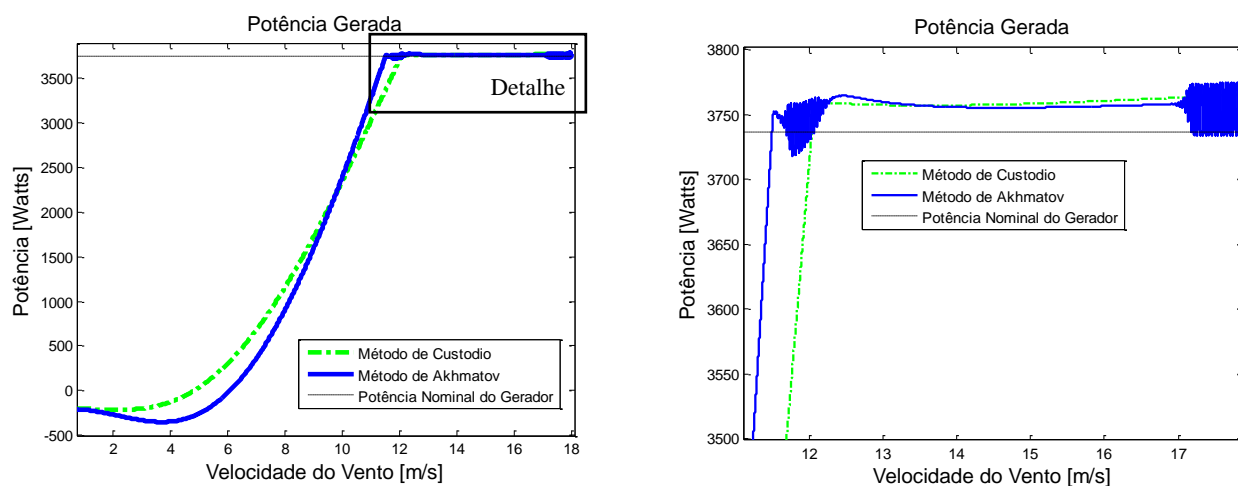 Potência Gerada
3500
3000
2500
2000
1500
1000
500
0
-500
2
4
6
8
10
12
14
16
18
Potência [Watts]
Velocidade do Vento [m/s]
Detalhe
Método de Custodio
Método de Akhmatov
Potência Nominal do Gerador
Potência Gerada
3800
3750
3700
3650
3600
3550
3500
12
13
14
15
16
17
Potência [Watts]
Velocidade do Vento [m/s]
Método de Custodio
Método de Akhmatov
Potência Nominal do Gerador